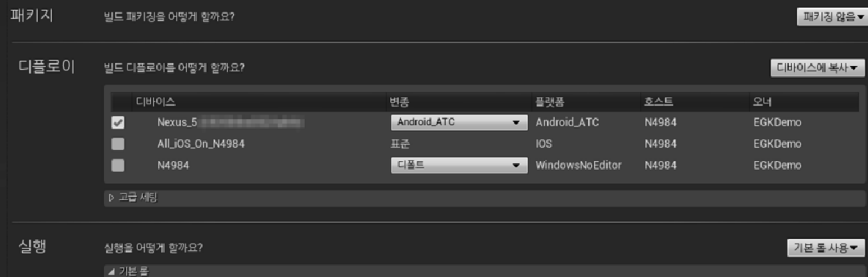 패키지 빌드 패키징을 어떻게 할까요? 패키징 않음
디플로이 빌드 디플로이를 어떻게 할까요? 디바이스에 복사
디바이스 변종 플랫폼 호스트 오너
Nexus_5 Android_ATC Android_ATC N4984 EGKDemo
All_iOS_On_N4984 표준 IOS N4984 EGKDemo
N4984 디폴트 WindowsNoEditor N4984 EGKDemo
고급 세팅
실행 실행을 어떻게 할까요? 기본 롤 사용
기본 롤